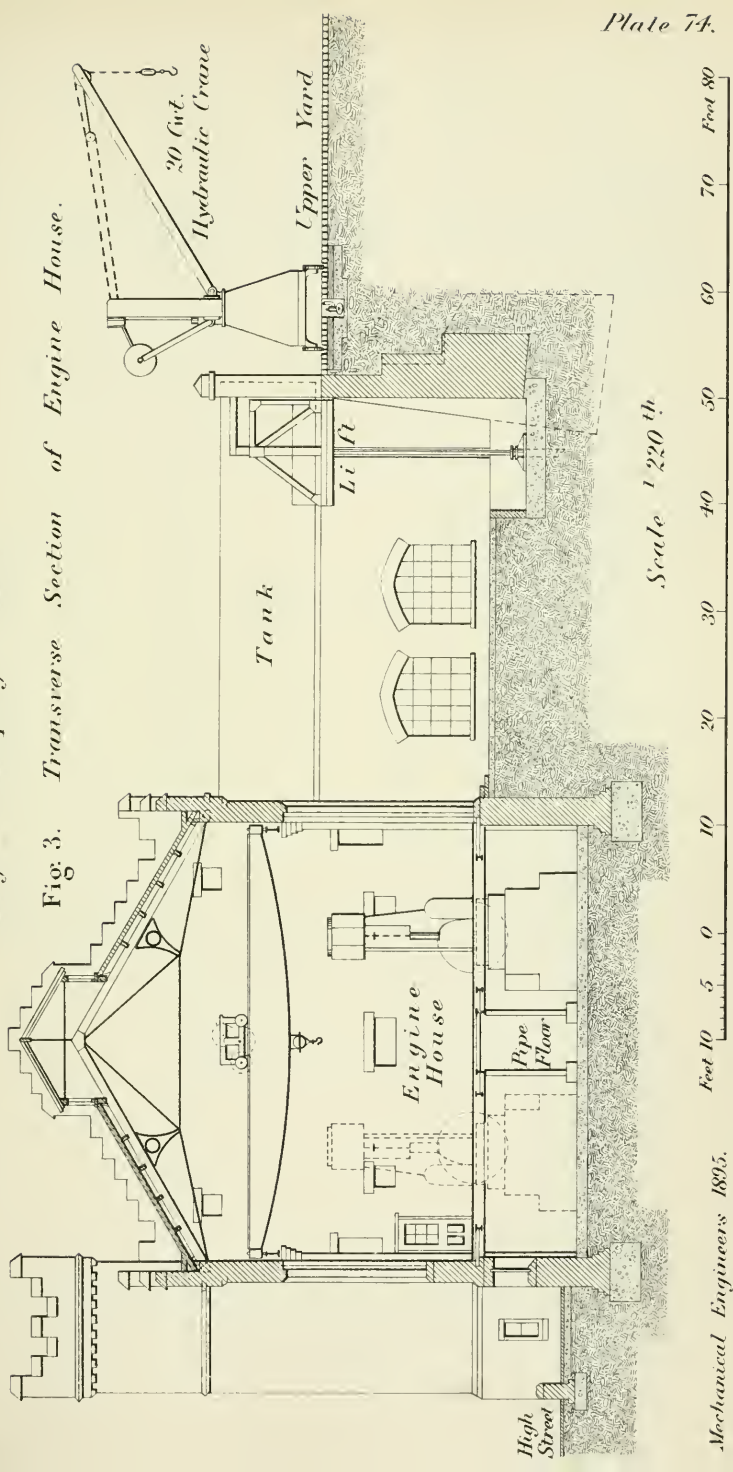 Plate 74.
Fig. 3. Transverse Section of Engine House.
20 Cwt.
Hydraulic Crane
Upper Yard
Tank
Lift
Engine
House
Pipe
Floor
High
Street
Scale 1/220th
Feet 10 5 0 10 20 30 40 50 60 70 Feet 80
Mechanical Engineers 1895.